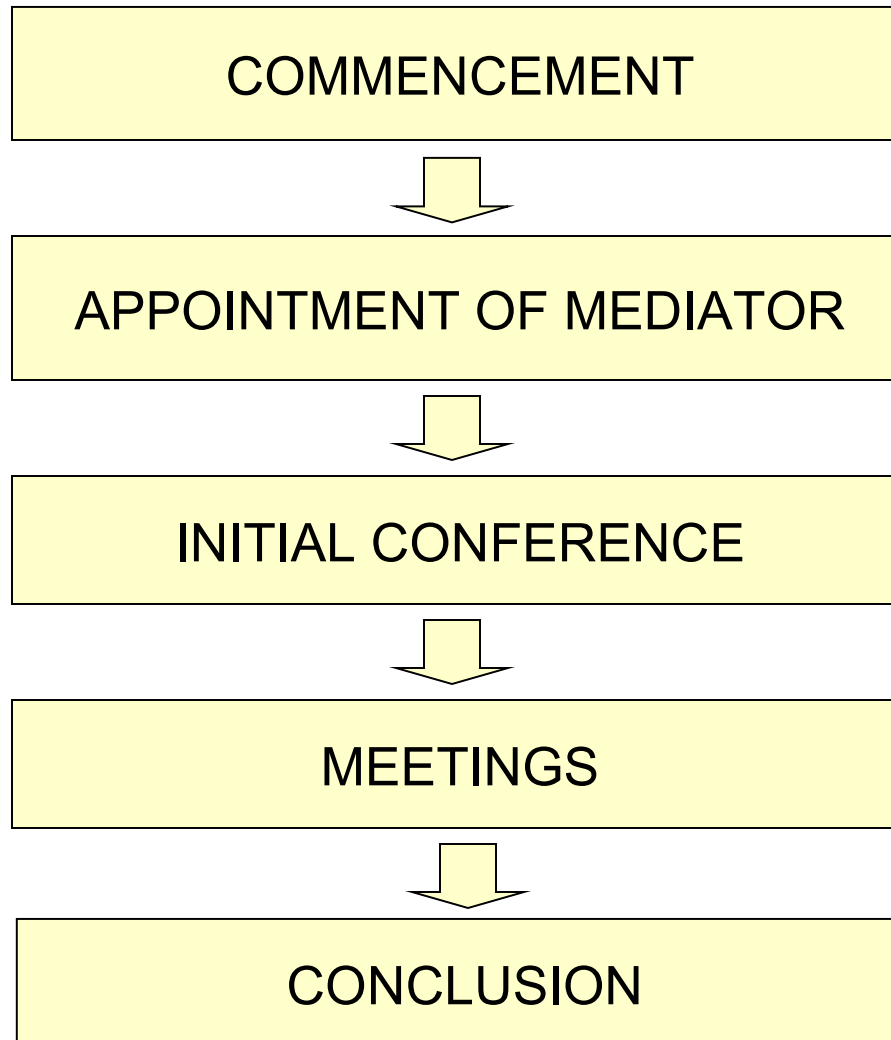 COMMENCEMENT
APPOINTMENT OF MEDIATOR
INITIAL CONFERENCE
MEETINGS
CONCLUSION